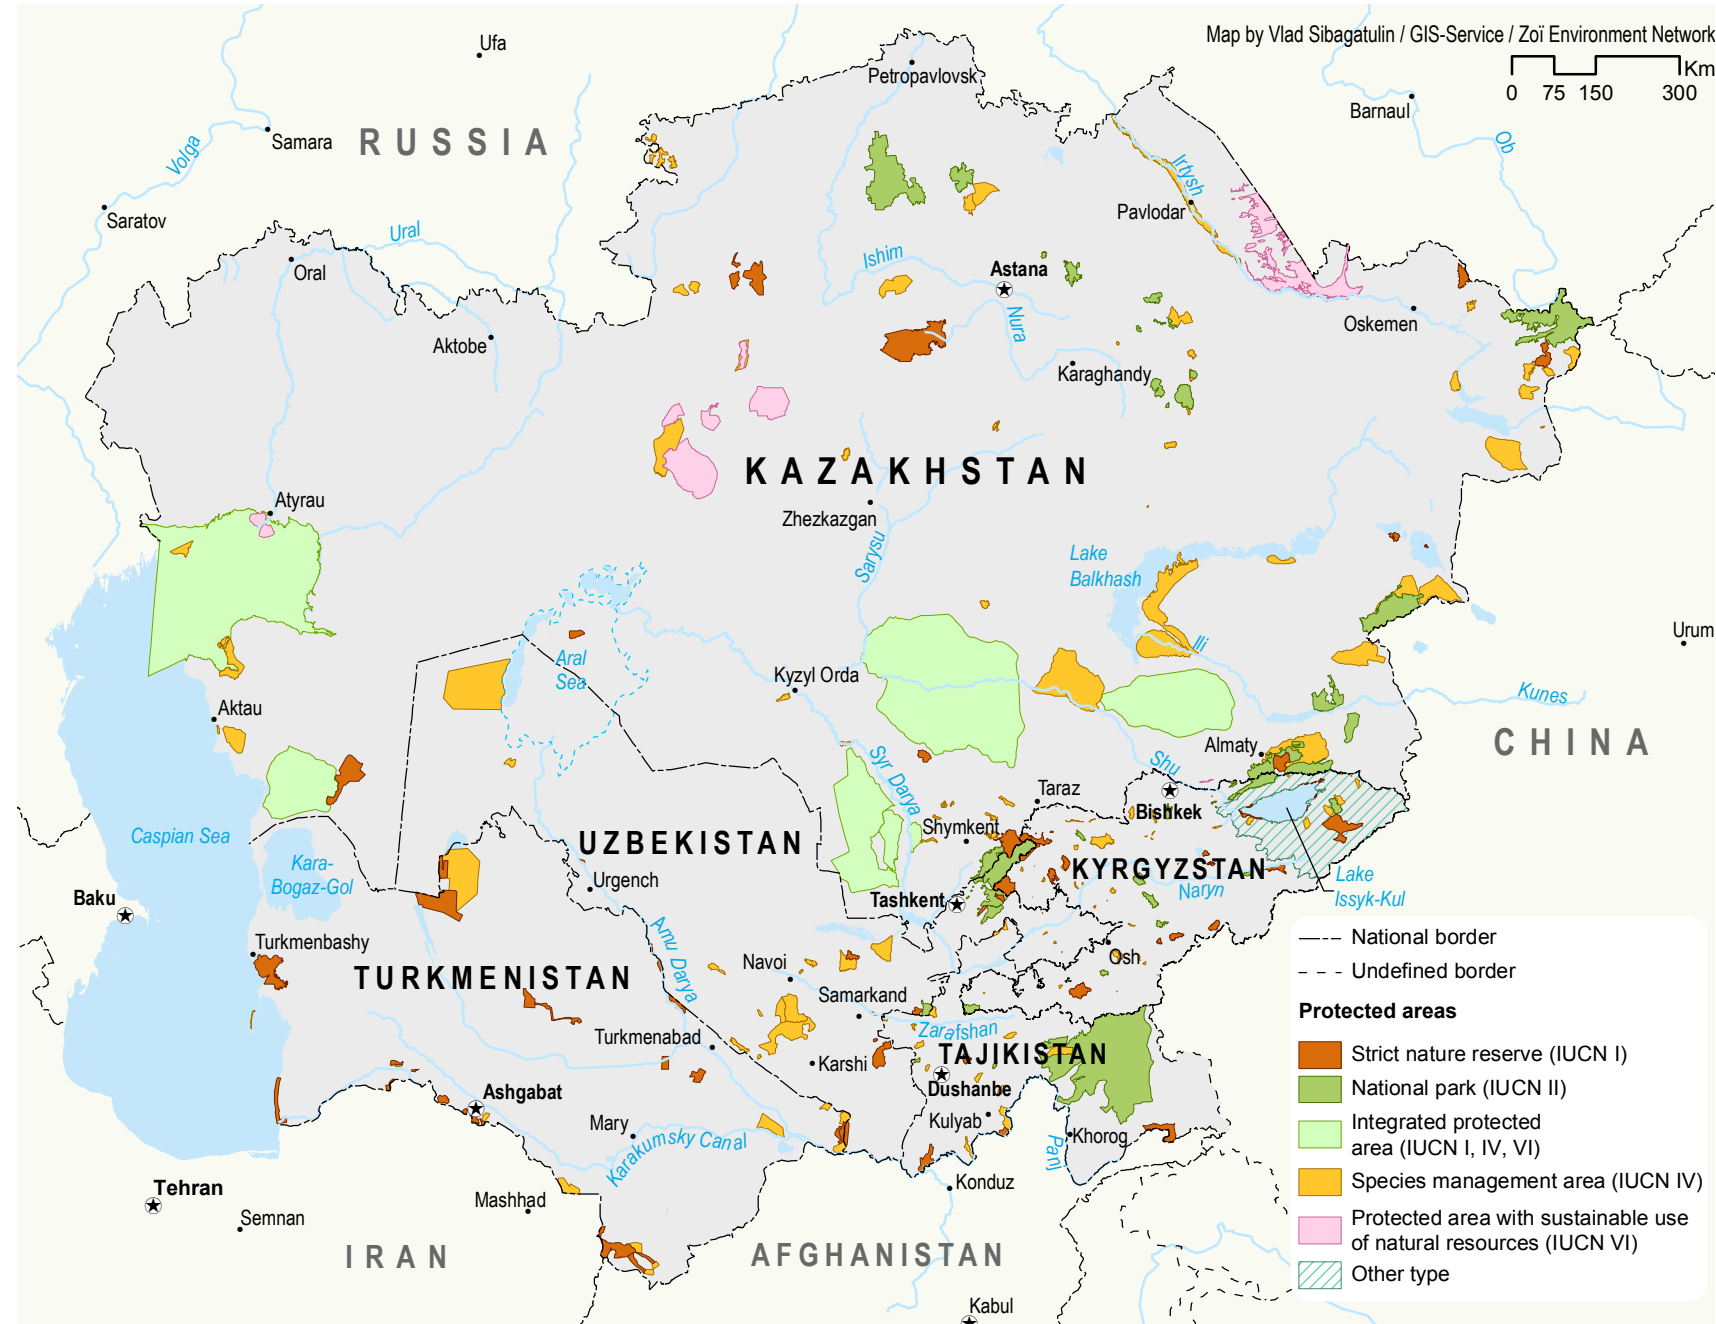 Map by Vlad Sibagatulin / GIS-Service / Zoï Environment Network
Km
0 75 150 300
Ufa
Petropavlovsk
Barnaul
Samara
RUSSIA
Volga
Ob
Irtysh
Saratov
Pavlodar
Ural
Ishim
Oral
Astana
Nura
Oskemen
Aktobe
Karaghandy
KAZAKHSTAN
Atyrau
Zhezkazgan
Sarysu
Lake
Balkhash
Ili
Urum
Aral
Sea
Kyzyl Orda
Kunes
Aktau
CHINA
Almaty
Syr Darya
Shu
Taraz
Bishkek
Caspian Sea
Shymkent
UZBEKISTAN
Kara-
Bogaz-Gol
KYRGYZSTAN
Urgench
Naryn
Lake
Issyk-Kul
Baku
Tashkent
Amu Darya
Turkmenbashy
Navoi
Osh
TURKMENISTAN
Samarkand
Zarafshan
Turkmenabad
TAJIKISTAN
Karshi
Dushanbe
Ashgabat
Mary
Kulyab
Karakumsky Canal
Panj
Khorog
Tehran
Mashhad
Konduz
Semnan
IRAN
AFGHANISTAN
Kabul
National border
Undefined border
Protected areas
Strict nature reserve (IUCN I)
National park (IUCN II)
Integrated protected
area (IUCN I, IV, VI)
Species management area (IUCN IV)
Protected area with sustainable use
of natural resources (IUCN VI)
Other type